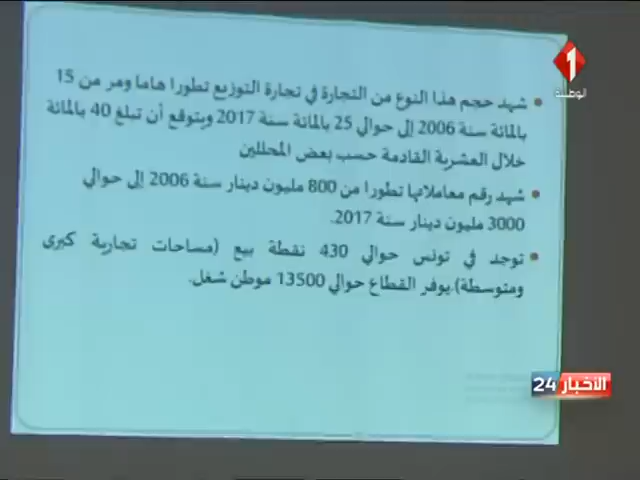 شهد حجم هذا النوع من التجارة في تجارة التوزيع تطورا هاما ومر من 15
بالمائة سنة 2006 إلى حوالي 25 بالمائة سنة 2017 ويتوقع أن تبلغ 40 بالمائة
خلال العشرية القادمة حسب بعض المحللين
شهد رقم معاملاتها تطورا من 800 مليون دينار سنة 2006 إلى حوالي
3000 مليون دينار سنة 2017.
توجد في تونس حوالي 430 نقطة بيع (مساحات تجارية كبرى
ومتوسطة).يوفر القطاع حوالي 13500 موطن شغل.
1
الوطنية
الأخبار 24